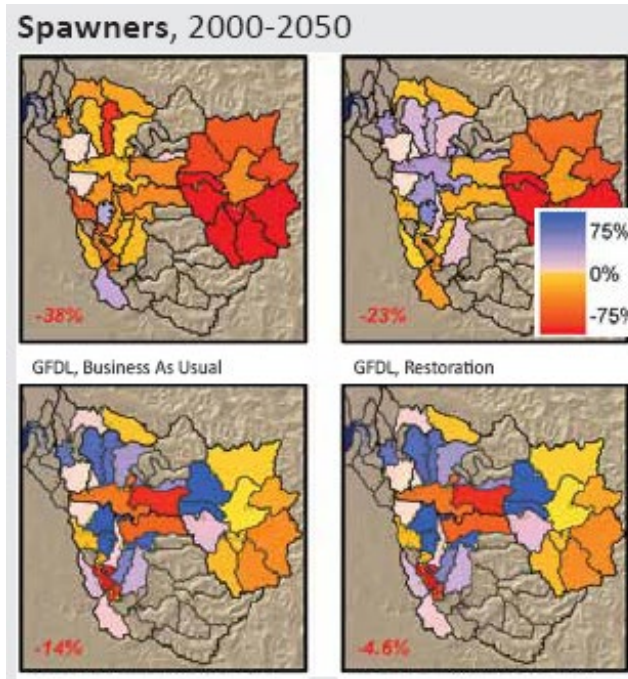 Spawners, 2000-2050
75%
0%
-75%
-38%
-23%
GFDL, Business As Usual
GFDL, Restoration
-14%
-4.6%